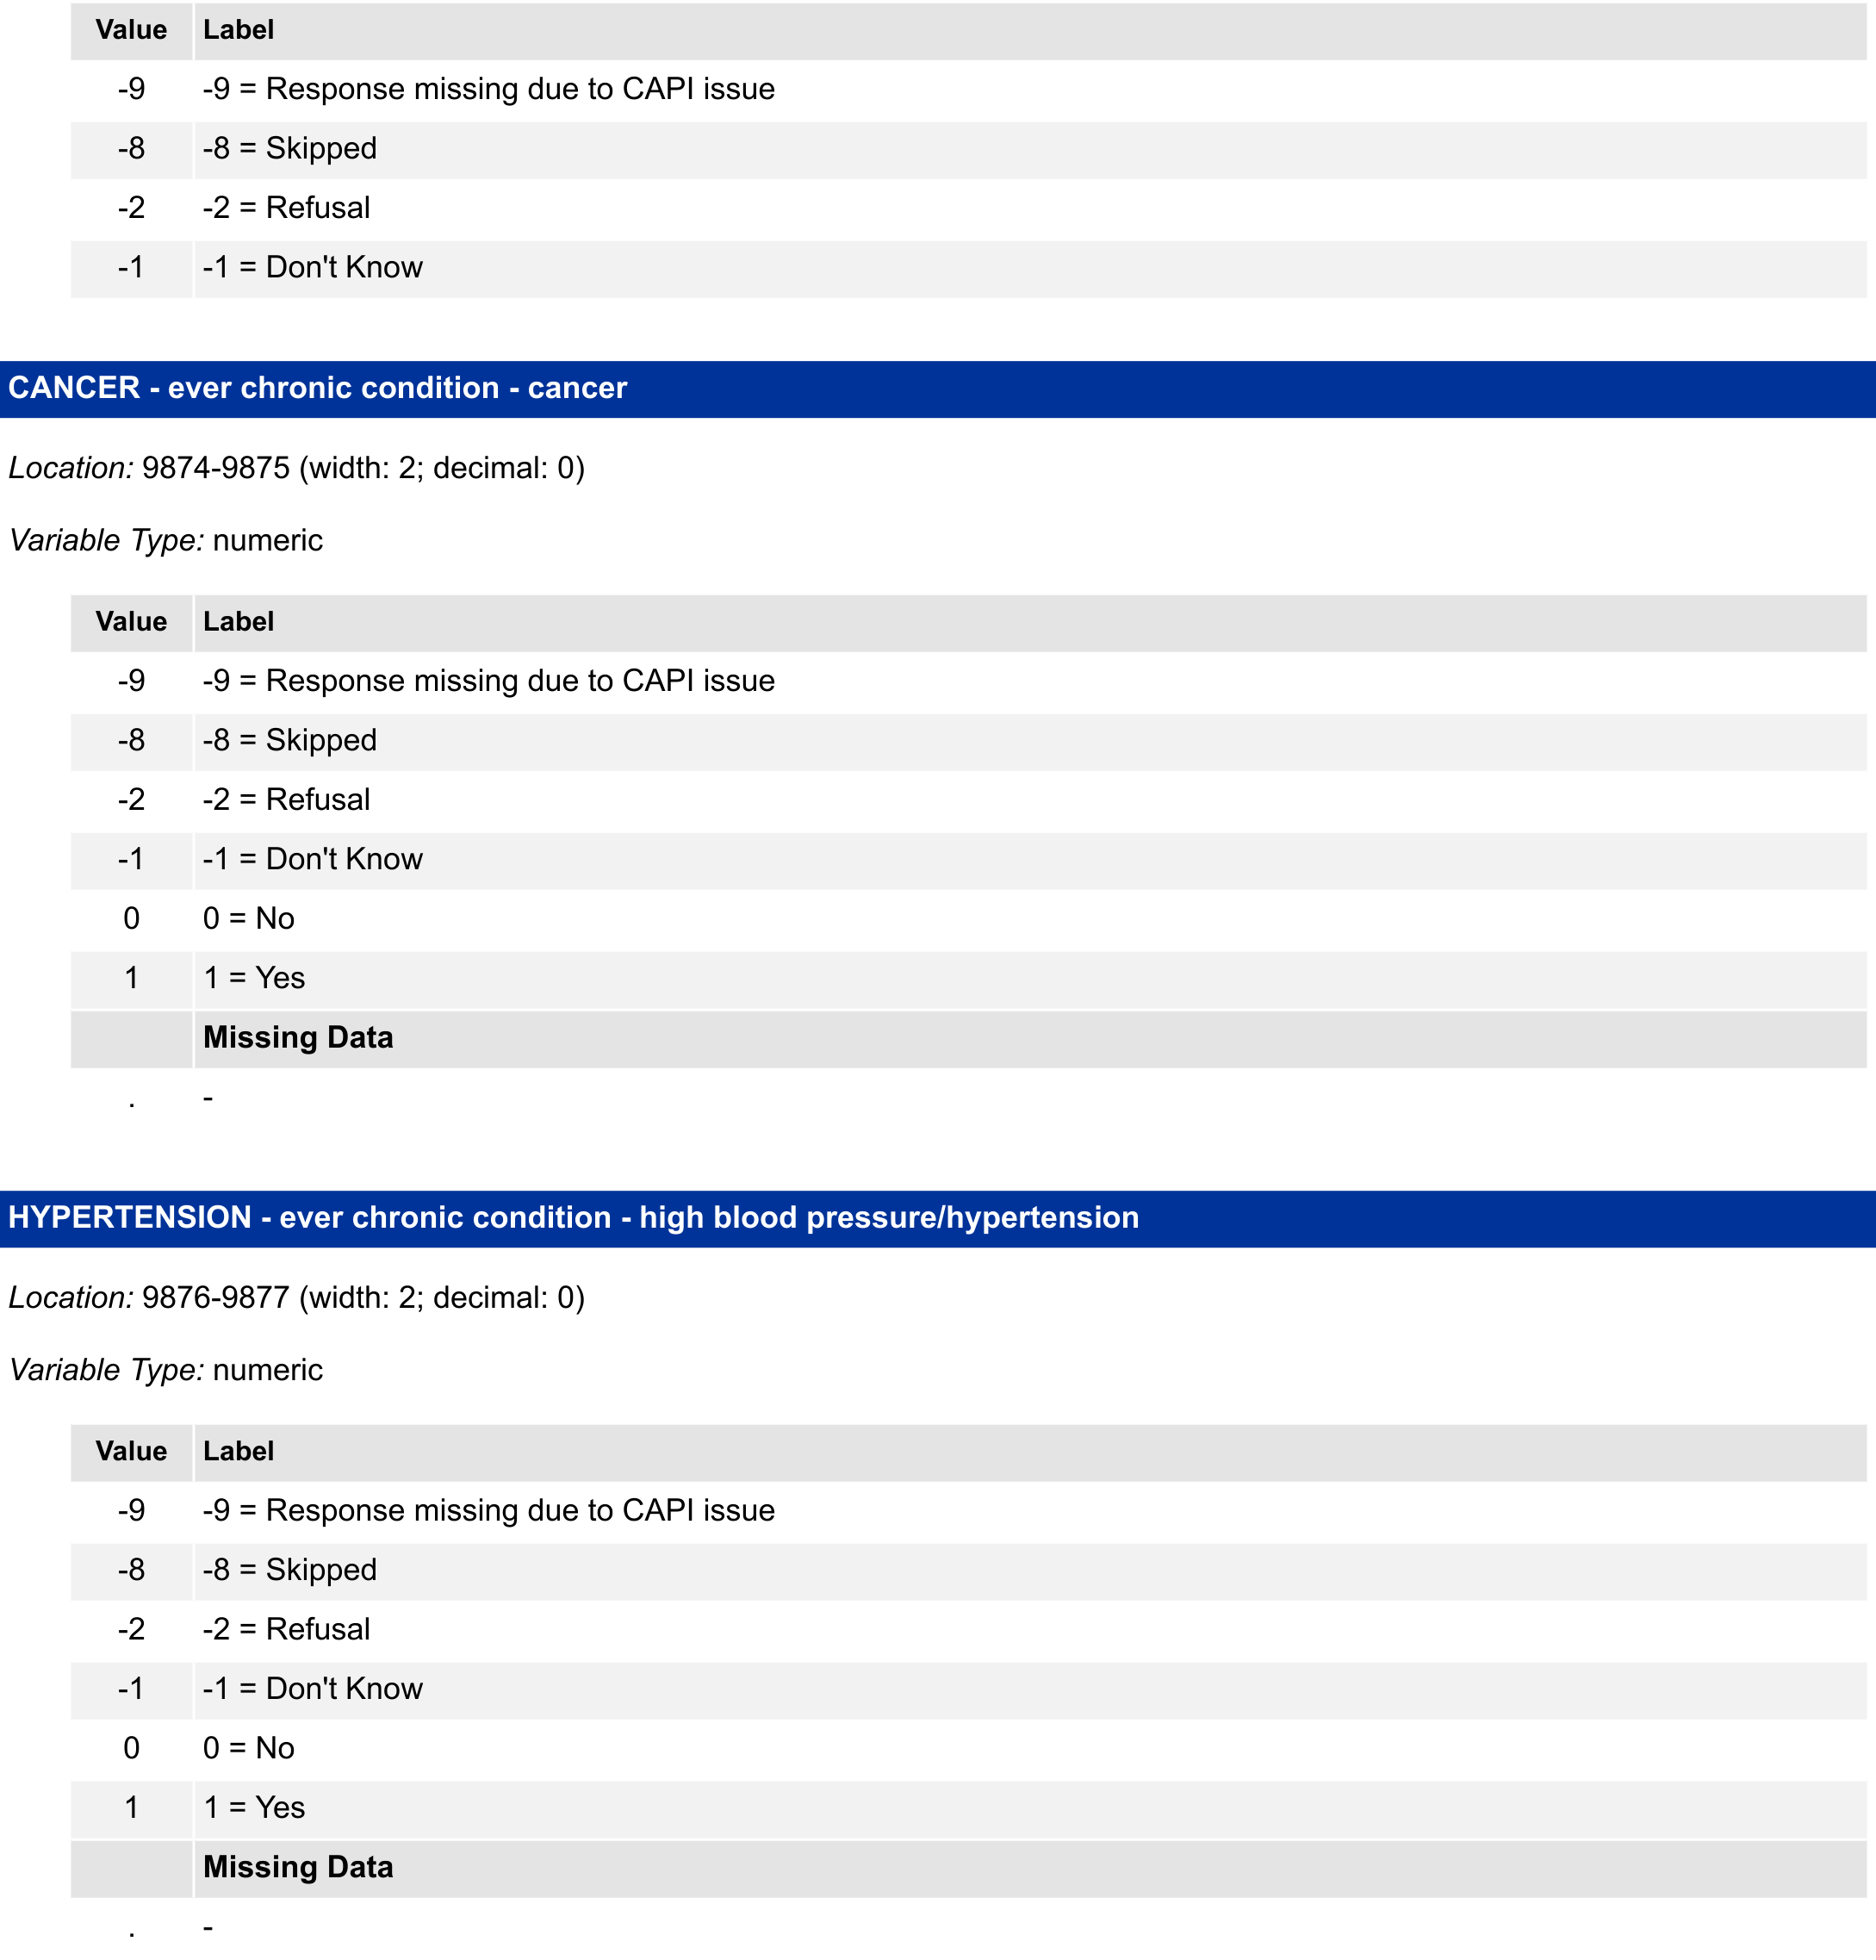 Value Label
-9 -9 = Response missing due to CAPI issue
-8 -8 = Skipped
-2 -2 = Refusal
-1 -1 = Don't Know
CANCER - ever chronic condition - cancer
Location: 9874-9875 (width: 2; decimal: 0)
Variable Type: numeric
Value Label
-9 -9 = Response missing due to CAPI issue
-8 -8 = Skipped
-2 -2 = Refusal
-1 -1 = Don't Know
0 0 = No
1 1 = Yes
Missing Data
. -
HYPERTENSION - ever chronic condition - high blood pressure/hypertension
Location: 9876-9877 (width: 2; decimal: 0)
Variable Type: numeric
Value Label
-9 -9 = Response missing due to CAPI issue
-8 -8 = Skipped
-2 -2 = Refusal
-1 -1 = Don't Know
0 0 = No
1 1 = Yes
Missing Data
. -